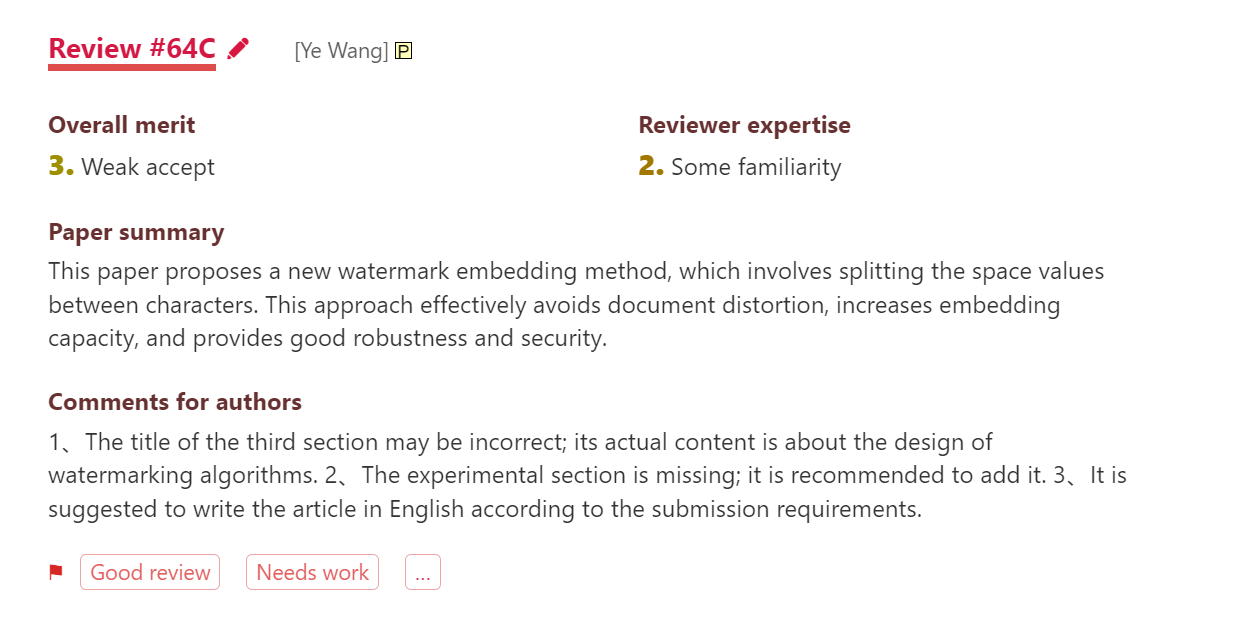 Review #64C [Ye Wang] P
Overall merit
Reviewer expertise
3. Weak accept
2. Some familiarity
Paper summary
This paper proposes a new watermark embedding method, which involves splitting the space values
between characters. This approach effectively avoids document distortion, increases embedding
capacity, and provides good robustness and security.
Comments for authors
1、The title of the third section may be incorrect; its actual content is about the design of
watermarking algorithms. 2、The experimental section is missing; it is recommended to add it. 3、It is
suggested to write the article in English according to the submission requirements.
Good review
Needs work
...